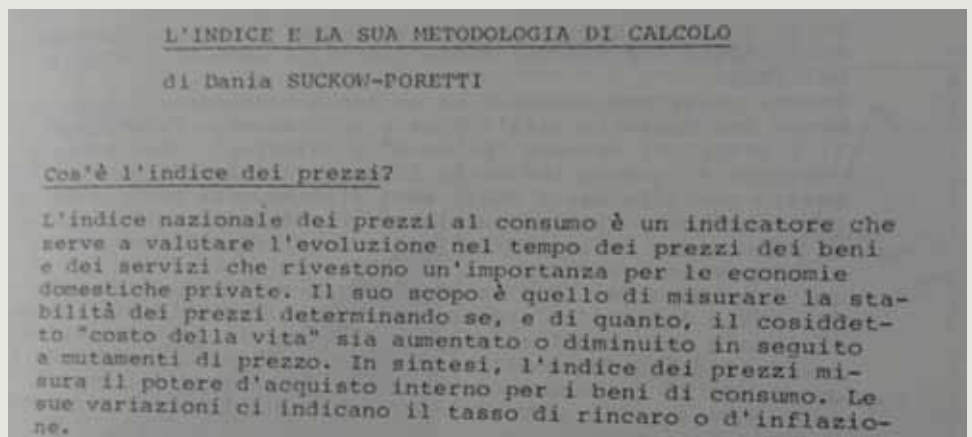 L'INDICE E LA SUA METODOLOGIA DI CALCOLO
di Dania SUCKOW-PORETTI
Cos'è l'indice dei prezzi?
L'indice nazionale dei prezzi al consumo è un indicatore che
serve a valutare l'evoluzione nel tempo dei prezzi dei beni
e dei servizi che rivestono un'importanza per le economie
domestiche private. Il suo scopo è quello di misurare la sta-
bilità dei prezzi determinando se, e di quanto, il cosiddet-
to "costo della vita" sia aumentato o diminuito in seguito
a mutamenti di prezzo. In sintesi, l'indice dei prezzi mi-
sura il potere d'acquisto interno per i beni di consumo. Le
sue variazioni ci indicano il tasso di rincaro o d'inflazio-
ne.